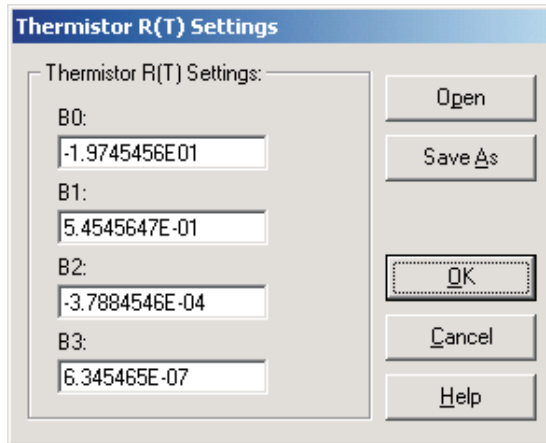 Thermistor R(T) Settings
Thermistor R(T) Settings:
B0:
-1.9745456E01
B1:
5.4545647E-01
B2:
-3.7884546E-04
B3:
6.345465E-07
Open
Save As
OK
Cancel
Help